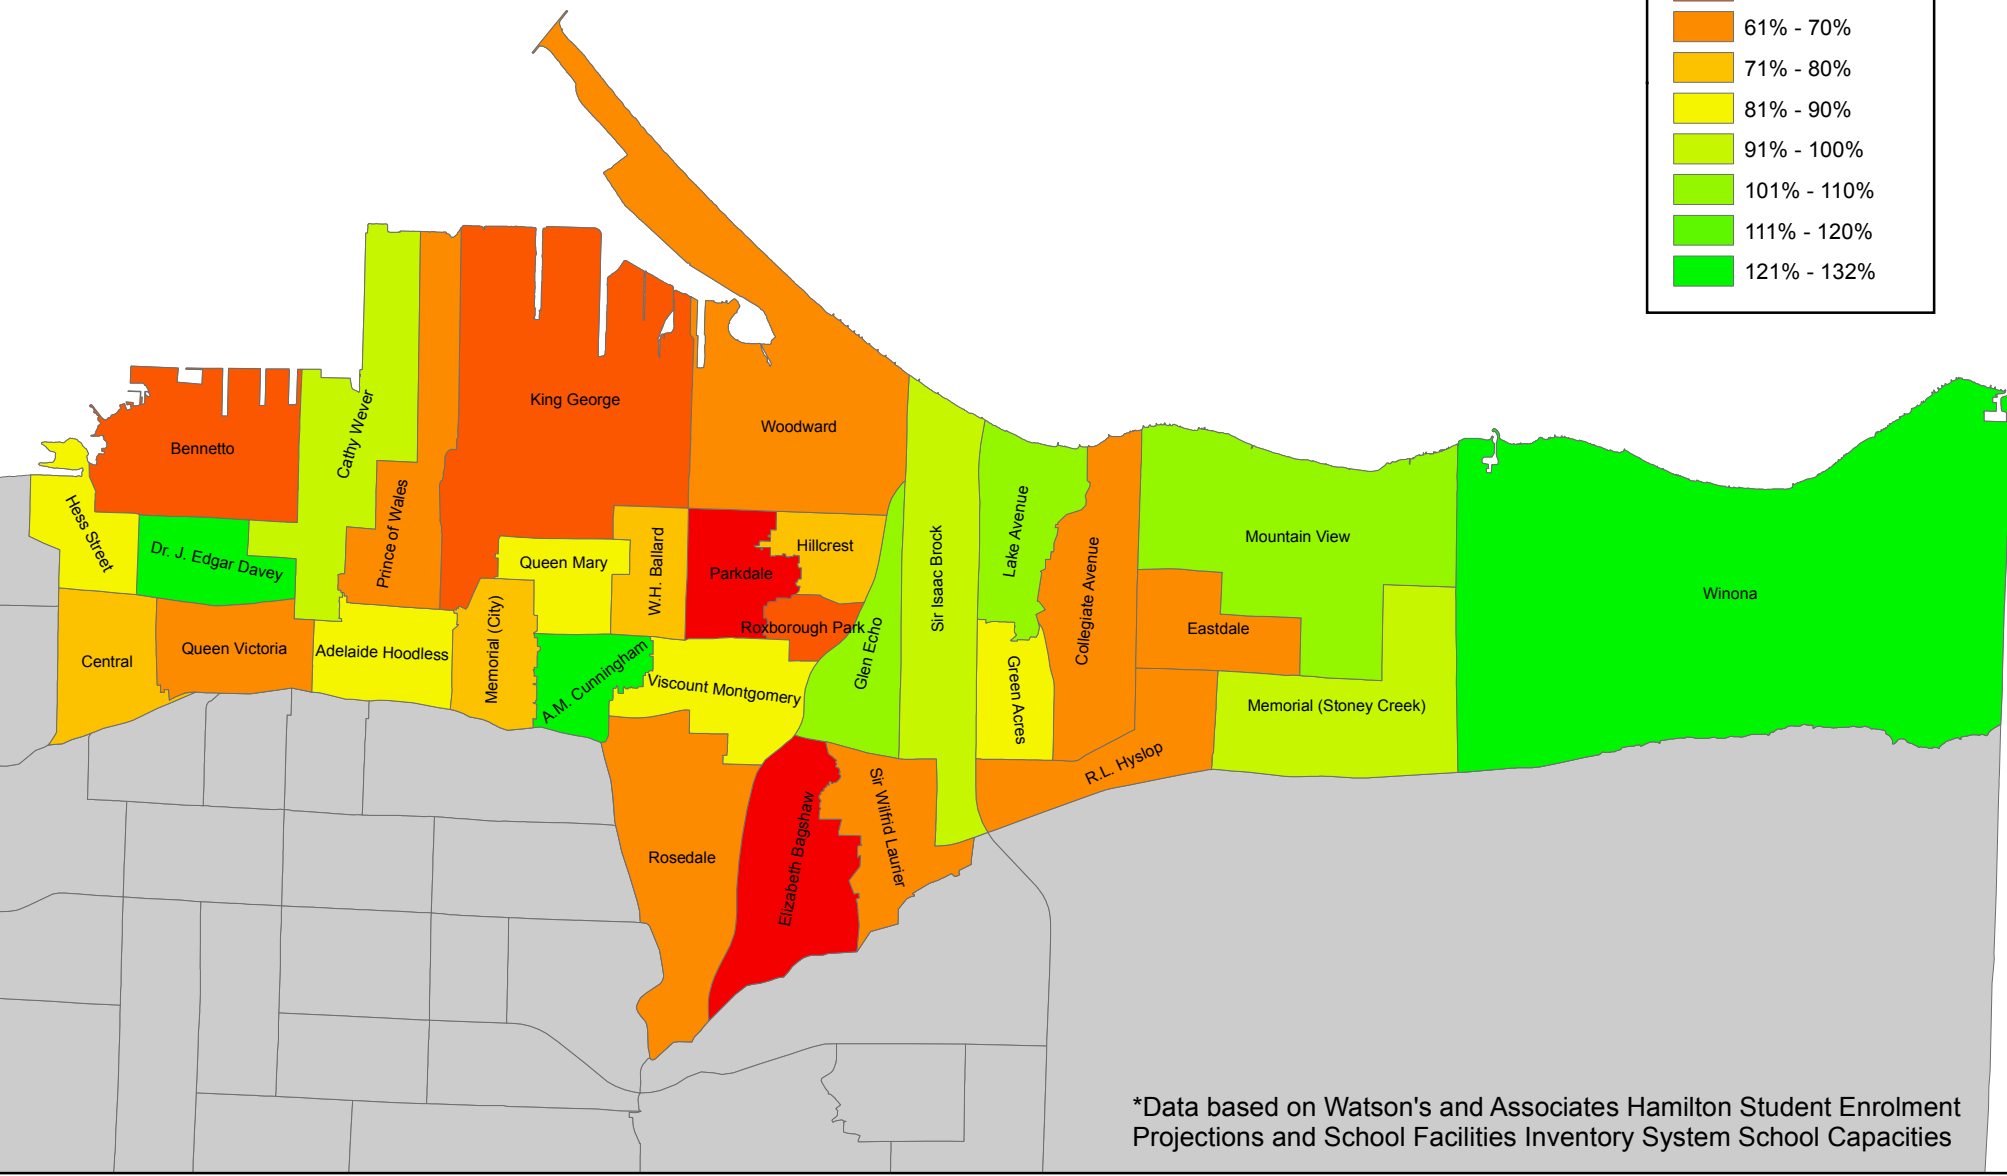 61% - 70%
71% - 80%
81% - 90%
91% - 100%
101% - 110%
111% - 120%
121% - 132%
King George
Woodward
Cathy Wever
Bennetto
Prince of Wales
Hess Street
Dr. J. Edgar Davey
Queen Mary
W.H. Ballard
Parkdale
Hillcrest
Sir Isaac Brock
Lake Avenue
Collegiate Avenue
Mountain View
Winona
Central
Queen Victoria
Adelaide Hoodless
Memorial (City)
A.M. Cunningham
Roxborough Park
Viscount Montgomery
Glen Echo
Green Acres
Eastdale
Memorial (Stoney Creek)
R.L. Hyslop
Rosedale
Elizabeth Bagshaw
Sir Wilfrid Laurier
*Data based on Watson's and Associates Hamilton Student Enrolment
Projections and School Facilities Inventory System School Capacities